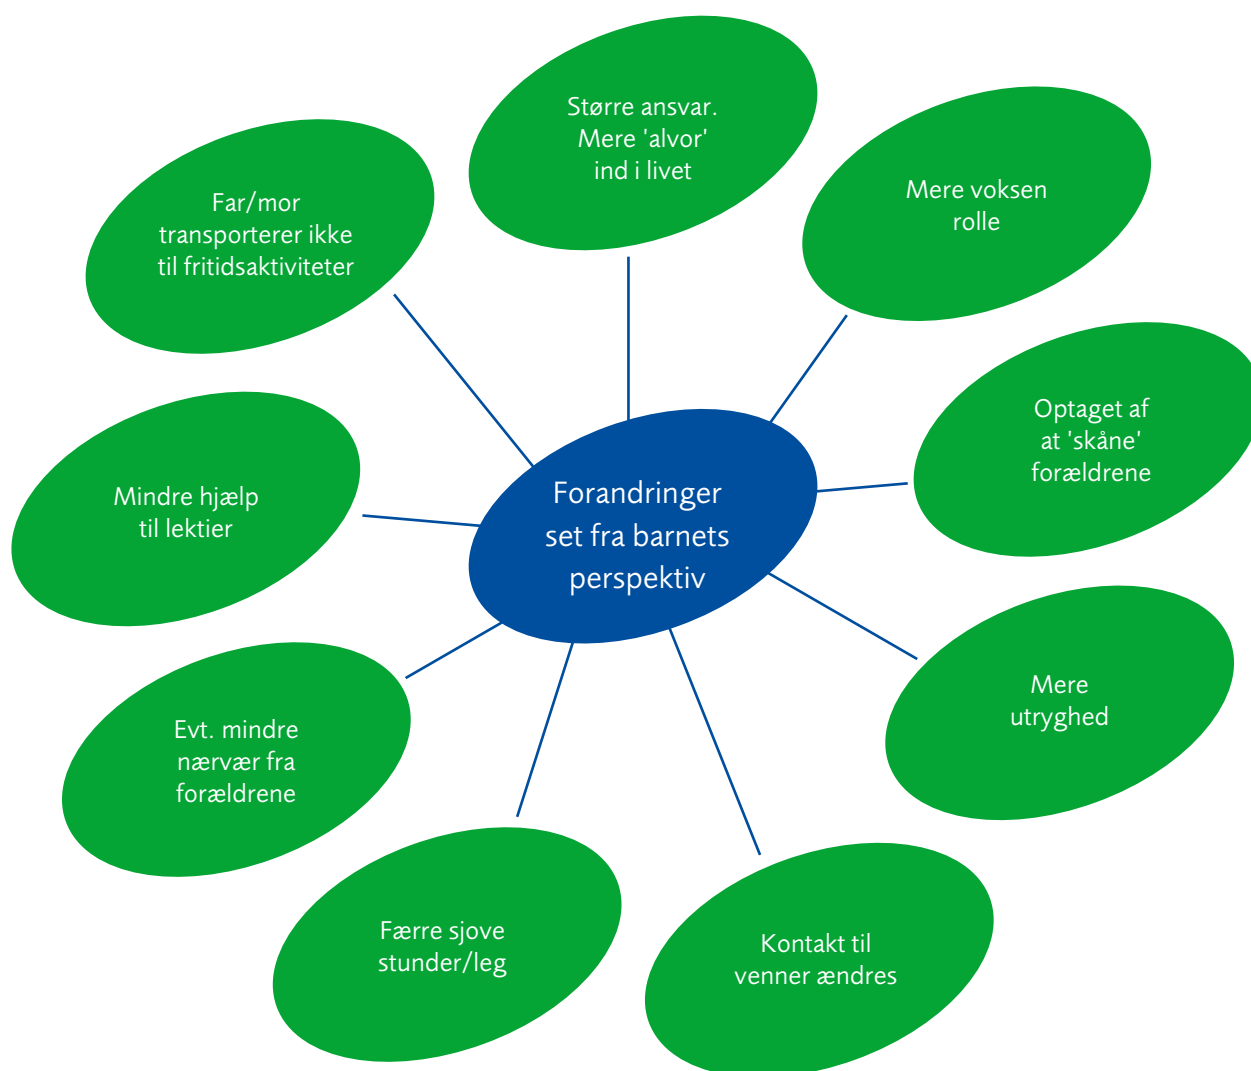 Større ansvar.
Mere 'alvor'
ind i livet
Mere voksen
rolle
Far/mor
transporterer ikke
til fritidsaktiviteter
Optaget af
at 'skåne'
forældrene
Mindre hjælp
til lektier
Forandringer
set fra barnets
perspektiv
Mere
utryghed
Evt. mindre
nærvær fra
forældrene
Færre sjove
stunder/leg
Kontakt til
venner ændres